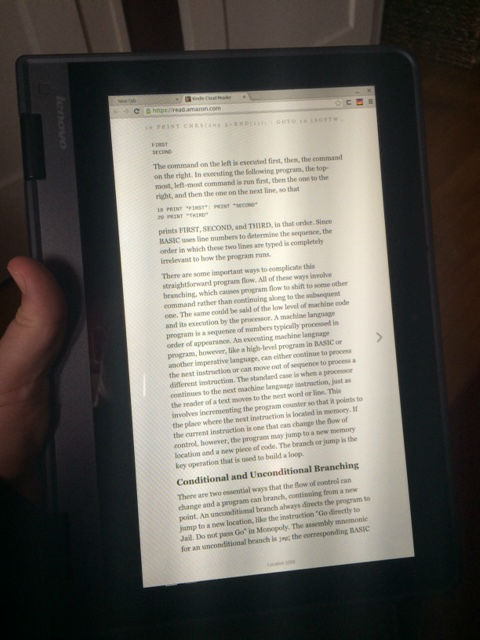 lenovo
New Tab
Kindle Cloud Reader
https://read.amazon.com
10 PRINT CHR$(205.5+RND(1)); : GOTO 10 (SOFTW…
FIRST
SECOND
The command on the left is executed first, then, the command
on the right. In executing the following program, the top-
most, left-most command is run first, then the one to the
right, and then the one on the next line, so that
10 PRINT "FIRST": PRINT "SECOND"
20 PRINT "THIRD"
prints FIRST, SECOND, and THIRD, in that order. Since
BASIC uses line numbers to determine the sequence, the
order in which these two lines are typed is completely
irrelevant to how the program runs.
There are some important ways to complicate this
straightforward program flow. All of these ways involve
branching, which causes program flow to shift to some other
command rather than continuing along to the subsequent
one. The same could be said of the low level of machine code
and its execution by the processor. A machine language
program is a sequence of numbers typically processed in
order of appearance. An executing machine language
program, however, like a high-level program in BASIC or
another imperative language, can either continue to process
the next instruction or can move out of sequence to process a
different instruction. The standard case is when a processor
continues to the next machine language instruction, just as
the reader of a text moves to the next word or line. This
involves incrementing the program counter so that it points to
the place where the next instruction is located in memory. If
the current instruction is one that can change the flow of
control, however, the program may jump to a new memory
location and a new piece of code. The branch or jump is the
key operation that is used to build a loop.
Conditional and Unconditional Branching
There are two essential ways that the flow of control can
change and a program can branch, continuing from a new
point. An unconditional branch always directs the program to
jump to a new location, like the instruction "Go directly to
Jail. Do not pass Go" in Monopoly. The assembly mnemonic
for an unconditional branch is jmp; the corresponding BASIC
Location